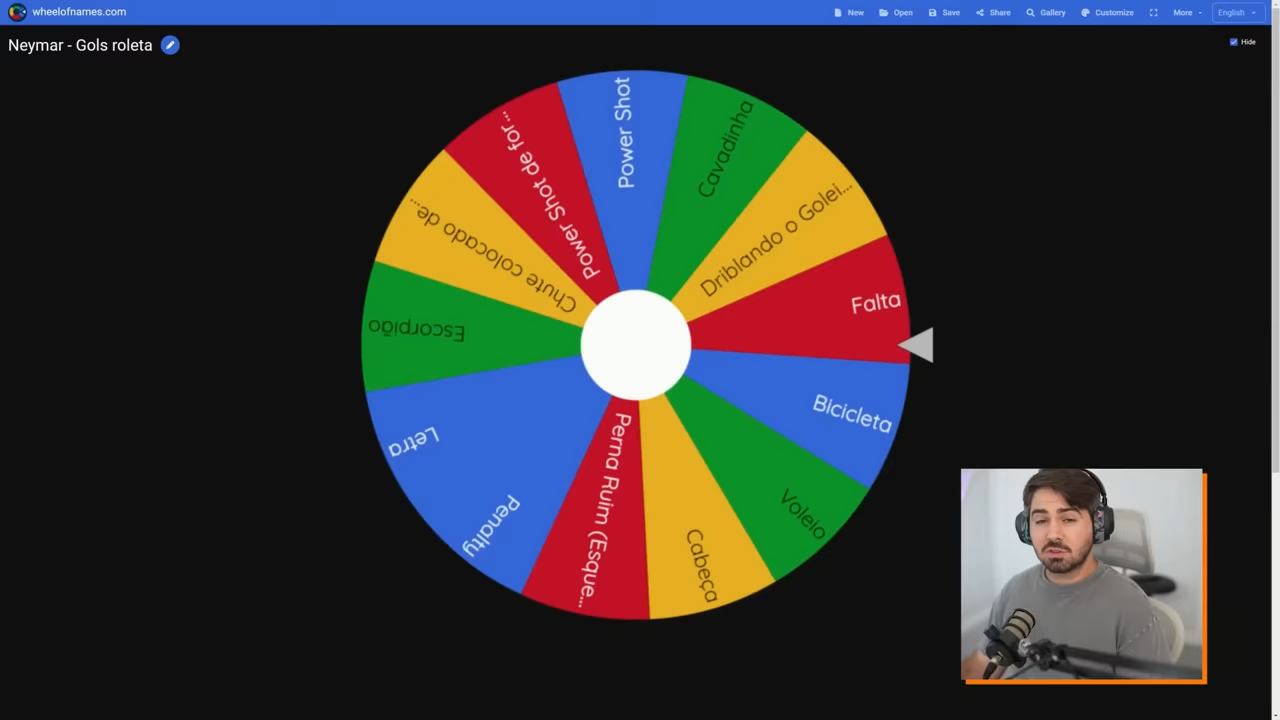 wheelofnames.com
New
Open
Save
Share
Gallery
Customize
More
English
Neymar - Gols roleta
Hide
Power Shot
Cavadinha
Driblando o Golei...
Falta
Bicicleta
Voleio
Cabeça
Perna Ruim (Esque...
Penalty
Letra
Escorpião
Chute colocado de...
Power Shot de for...